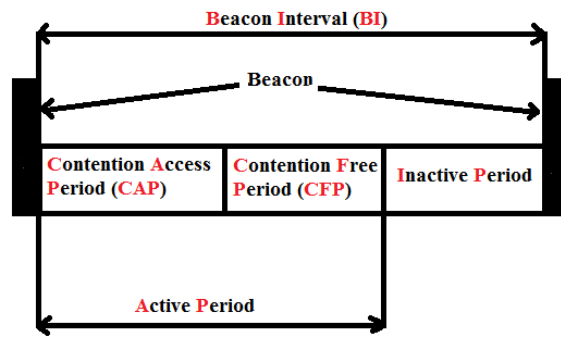 Beacon Interval (BI)
Beacon
Contention Access
Period (CAP)
Contention Free
Period (CFP)
Inactive Period
Active Period